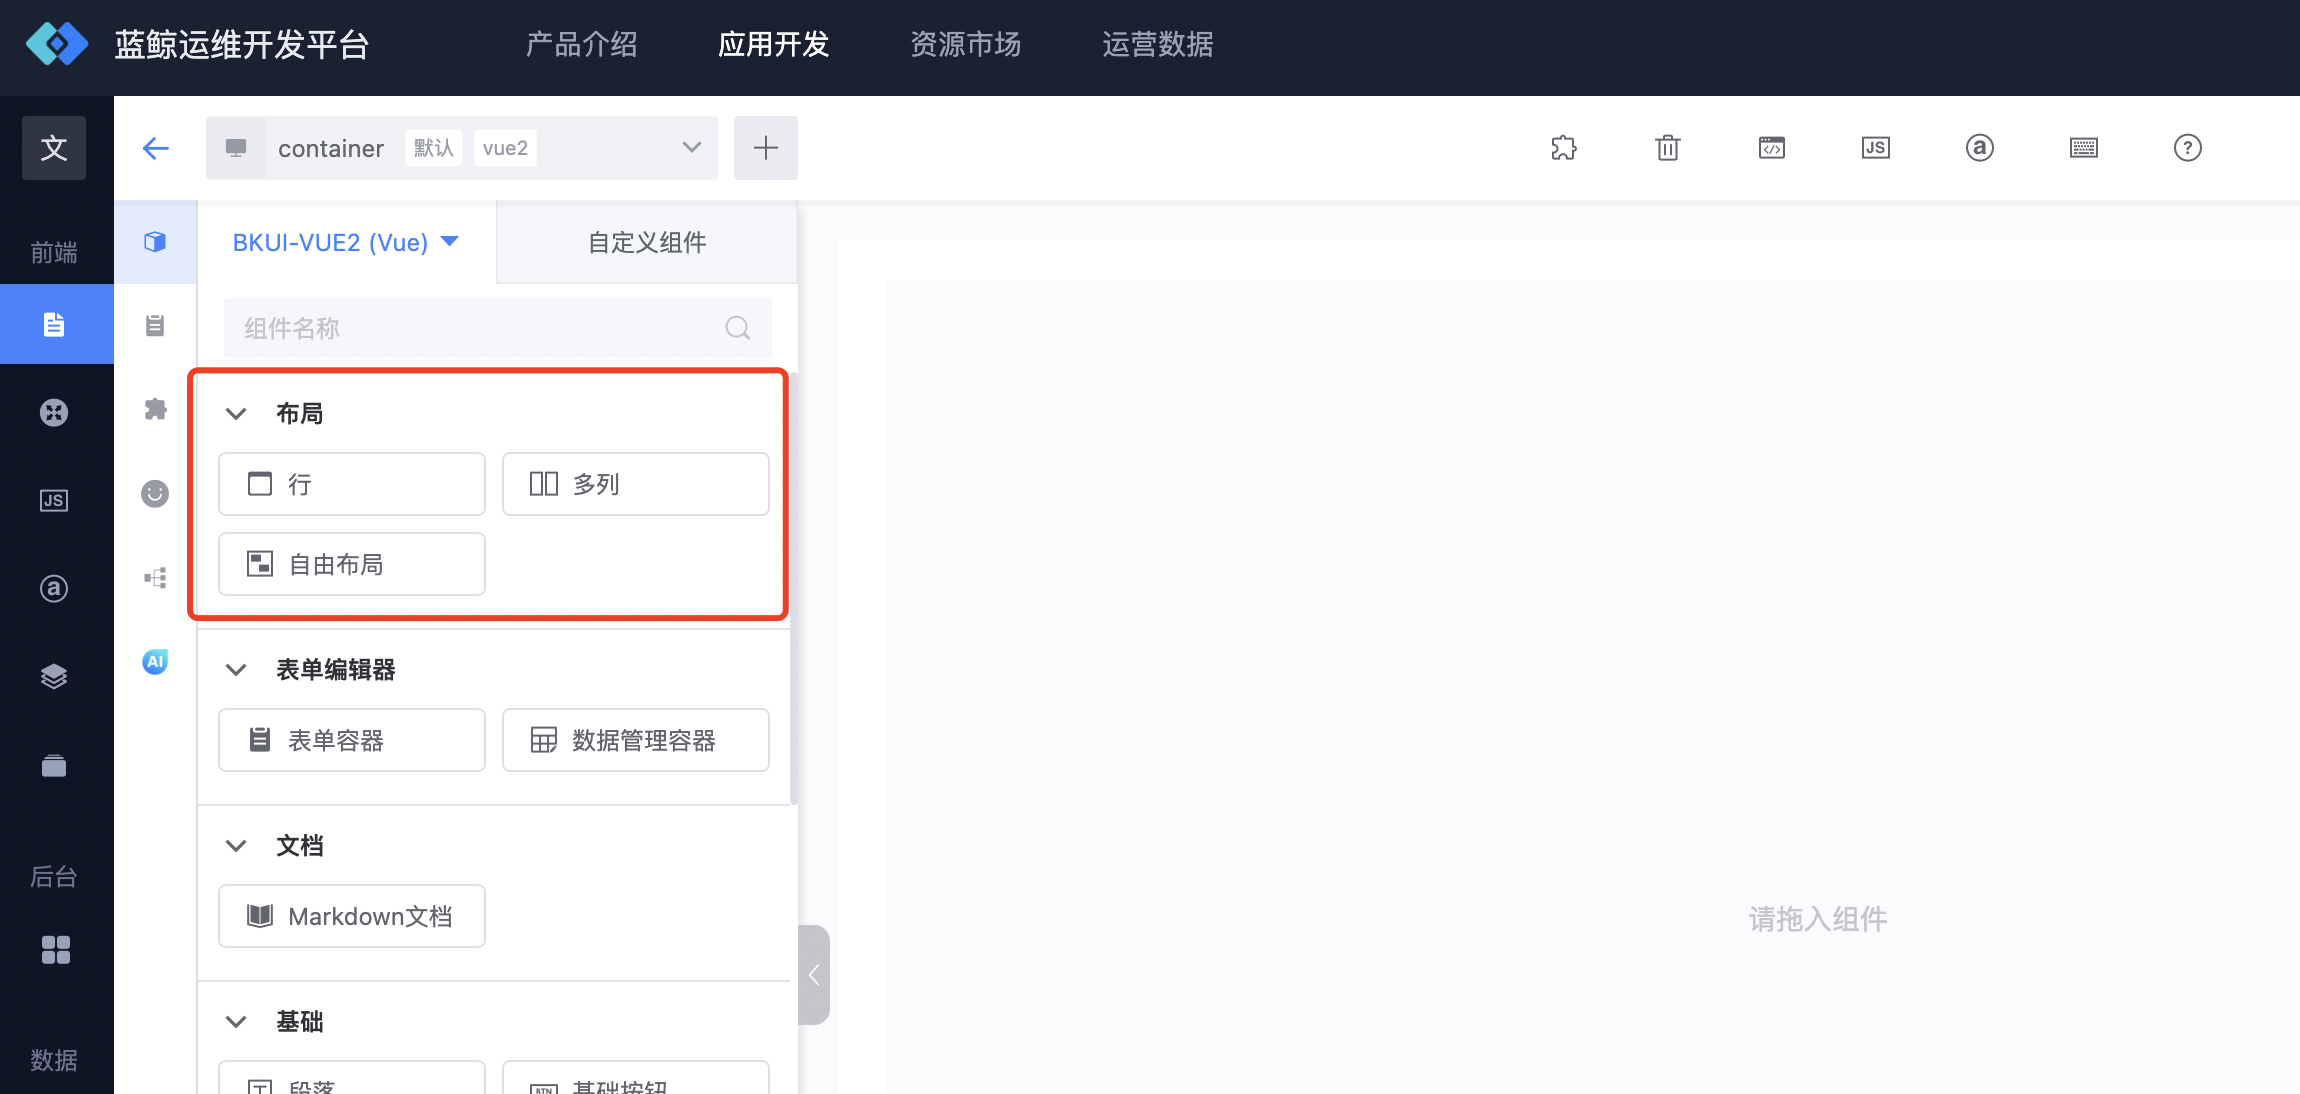 蓝鲸运维开发平台
产品介绍
应用开发
资源市场
运营数据
文
container
默认
vue2
JS
a
?
前端
BKUI-VUE2 (Vue)
自定义组件
组件名称
布局
行
多列
自由布局
JS
a
AI
表单编辑器
表单容器
数据管理容器
文档
后台
Markdown文档
请拖入组件
基础
数据
段落
BTN
基础按钮